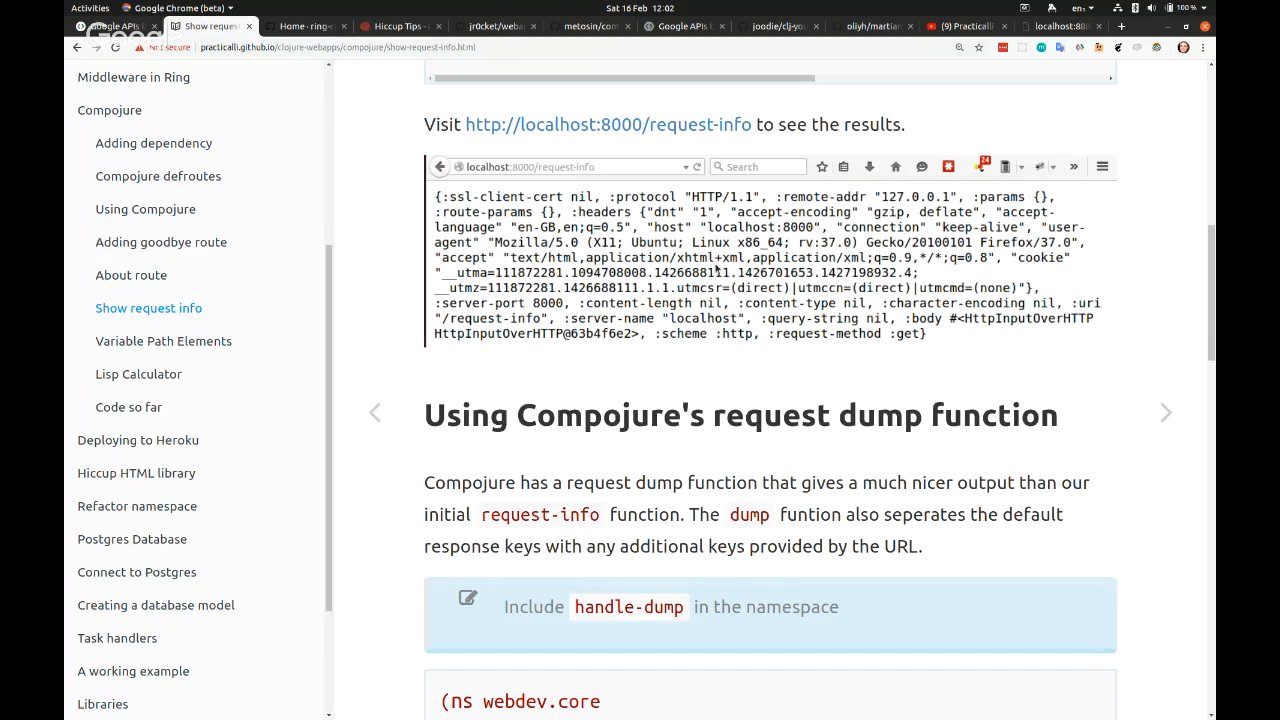 Activities
Google Chrome (beta)
Sat 16 Feb 12:02
en₁
100 %
Google APIs E
Show reques
Home · ring-c
Hiccup Tips ·
jr0cket/webap
metosin/com
Google APIs E
joodie/clj-you
oliyh/martian
(9) Practicalli
localhost:888
Google
Not secure
practicalli.github.io/clojure-webapps/compojure/show-request-info.html
Middleware in Ring
Compojure
Adding dependency
Compojure defroutes
Using Compojure
Adding goodbye route
About route
Show request info
Variable Path Elements
Lisp Calculator
Code so far
Deploying to Heroku
Hiccup HTML library
Refactor namespace
Postgres Database
Connect to Postgres
Creating a database model
Task handlers
A working example
Libraries
Visit http://localhost:8000/request-info to see the results.
localhost:8000/request-info
Search
24
{:ssl-client-cert nil, :protocol "HTTP/1.1", :remote-addr "127.0.0.1", :params {},
:route-params {}, :headers {"dnt" "1", "accept-encoding" "gzip, deflate", "accept-
language" "en-GB,en;q=0.5", "host" "localhost:8000", "connection" "keep-alive", "user-
agent" "Mozilla/5.0 (X11; Ubuntu; Linux x86_64; rv:37.0) Gecko/20100101 Firefox/37.0",
"accept" "text/html,application/xhtml+xml,application/xml;q=0.9,*/*;q=0.8", "cookie"
"__utma=111872281.1094708008.1426688111.1426701653.1427198932.4;
__utmz=111872281.1426688111.1.1.utmcsr=(direct)|utmccn=(direct)|utmcmd=(none)"},
:server-port 8000, :content-length nil, :content-type nil, :character-encoding nil, :uri
"/request-info", :server-name "localhost", :query-string nil, :body #<HttpInputOverHTTP
HttpInputOverHTTP@63b4f6e2>, :scheme :http, :request-method :get}
Using Compojure's request dump function
Compojure has a request dump function that gives a much nicer output than our
initial request-info function. The dump funtion also seperates the default
response keys with any additional keys provided by the URL.
Include handle-dump in the namespace
(ns webdev.core